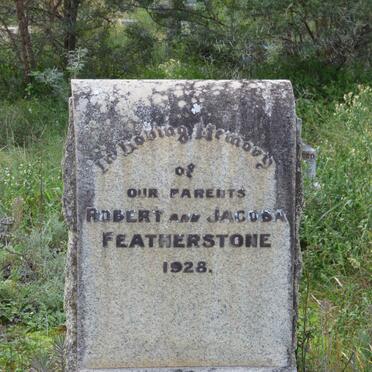 In Loving Memory
of
OUR PARENTS
ROBERT AND JACOBA
FEATHERSTONE
1928.